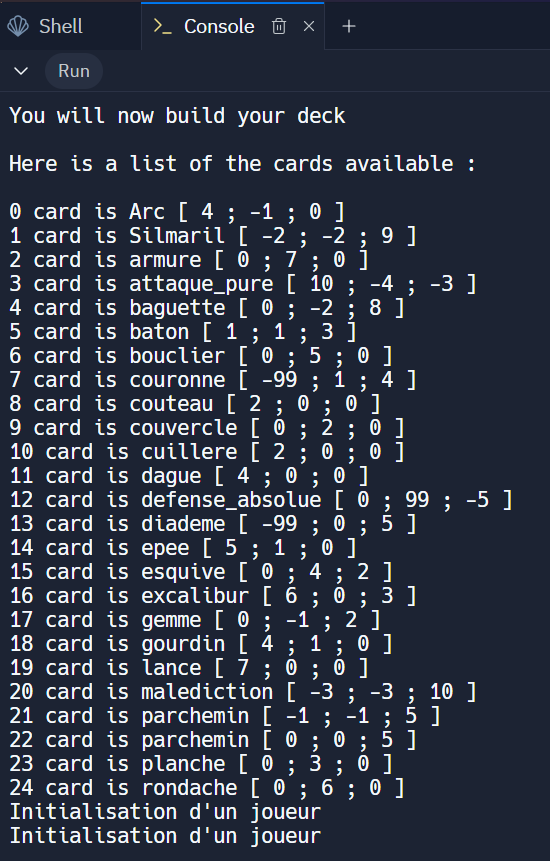 Shell
Console
Run
You will now build your deck
Here is a list of the cards available :
0 card is Arc [ 4 ; -1 ; 0 ]
1 card is Silmaril [ -2 ; -2 ; 9 ]
2 card is armure [ 0 ; 7 ; 0 ]
3 card is attaque_pure [ 10 ; -4 ; -3 ]
4 card is baguette [ 0 ; -2 ; 8 ]
5 card is baton [ 1 ; 1 ; 3 ]
6 card is bouclier [ 0 ; 5 ; 0 ]
7 card is couronne [ -99 ; 1 ; 4 ]
8 card is couteau [ 2 ; 0 ; 0 ]
9 card is couvercle [ 0 ; 2 ; 0 ]
10 card is cuillere [ 2 ; 0 ; 0 ]
11 card is dague [ 4 ; 0 ; 0 ]
12 card is defense_absolue [ 0 ; 99 ; -5 ]
13 card is diademe [ -99 ; 0 ; 5 ]
14 card is epee [ 5 ; 1 ; 0 ]
15 card is esquive [ 0 ; 4 ; 2 ]
16 card is excalibur [ 6 ; 0 ; 3 ]
17 card is gemme [ 0 ; -1 ; 2 ]
18 card is gourdin [ 4 ; 1 ; 0 ]
19 card is lance [ 7 ; 0 ; 0 ]
20 card is malediction [ -3 ; -3 ; 10 ]
21 card is parchemin [ -1 ; -1 ; 5 ]
22 card is parchemin [ 0 ; 0 ; 5 ]
23 card is planche [ 0 ; 3 ; 0 ]
24 card is rondache [ 0 ; 6 ; 0 ]
Initialisation d'un joueur
Initialisation d'un joueur